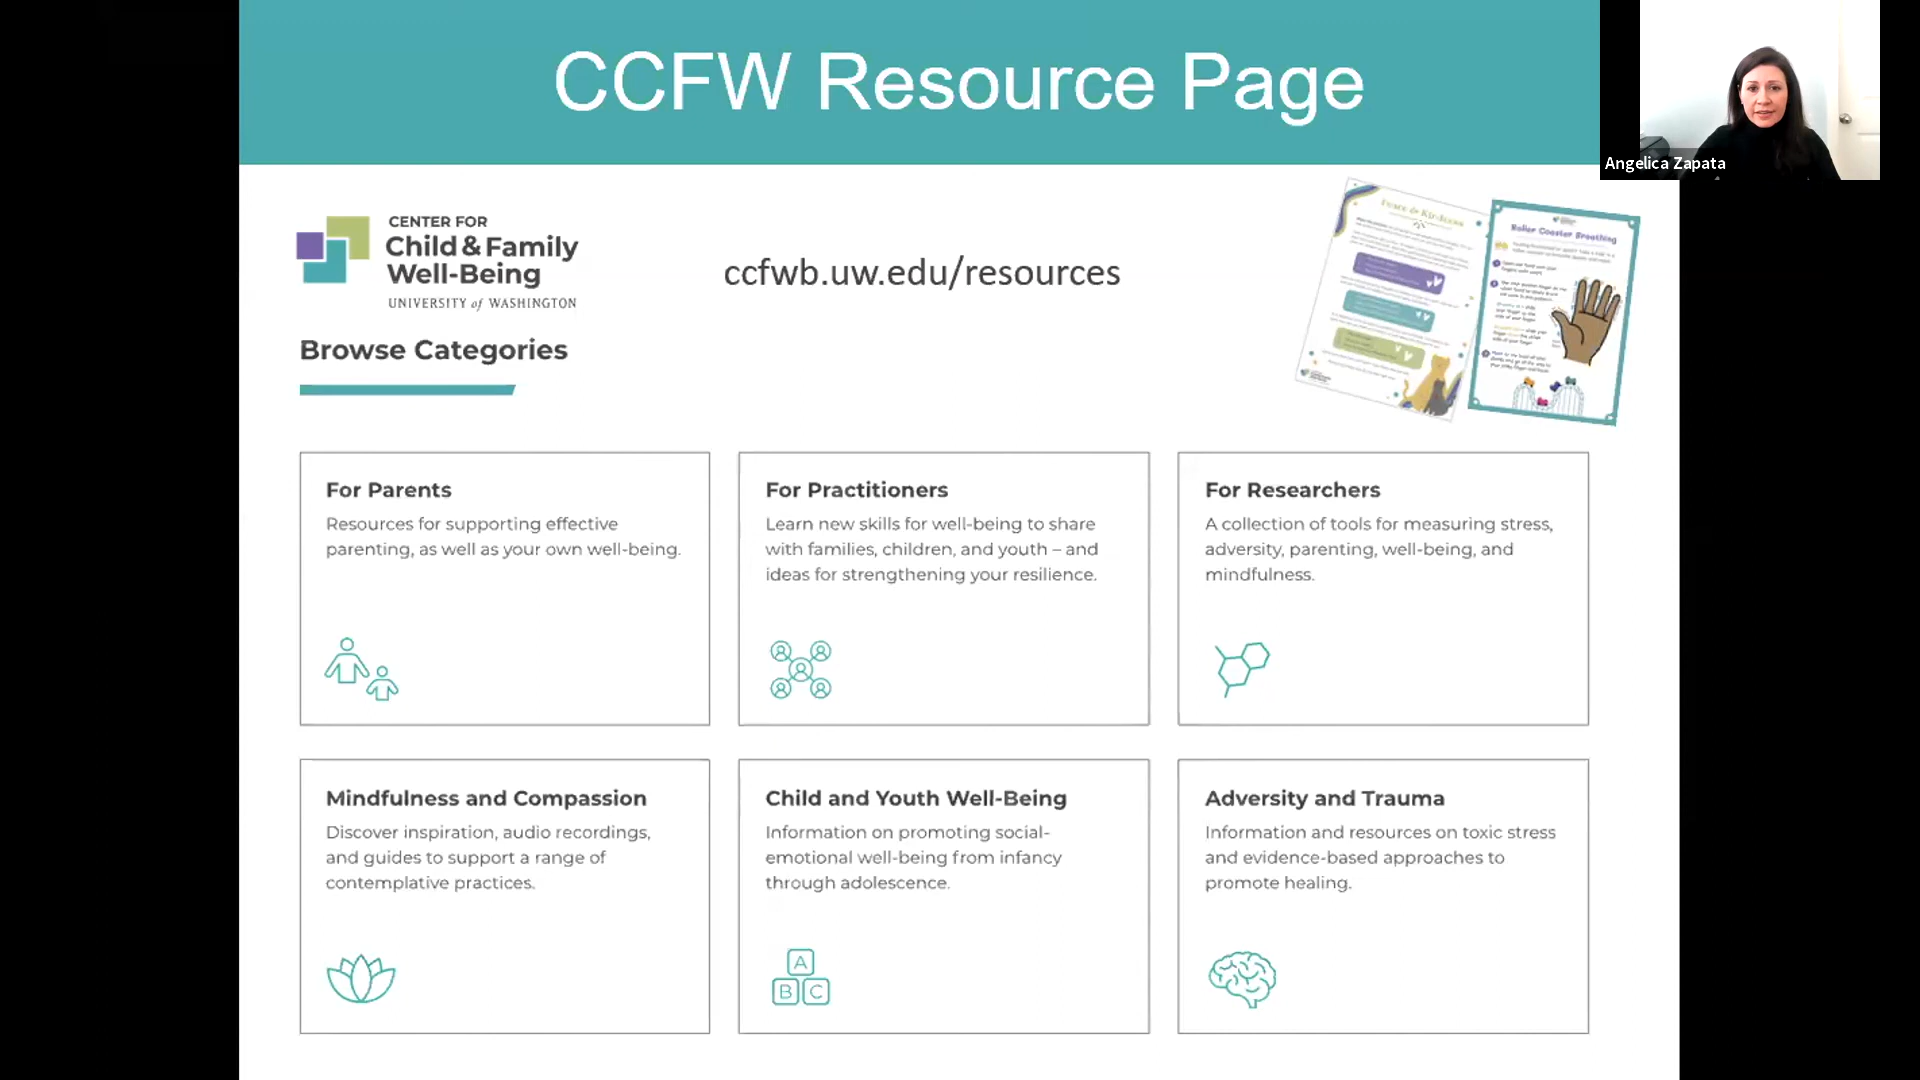 CCFW Resource Page
Angelica Zapata
CENTER FOR
Child & Family
Well-Being
UNIVERSITY of WASHINGTON
ccfwb.uw.edu/resources
Peace & Kindness
Roller Coaster Breathing
Browse Categories
For Parents
Resources for supporting effective
parenting, as well as your own well-being.
For Practitioners
Learn new skills for well-being to share
with families, children, and youth – and
ideas for strengthening your resilience.
For Researchers
A collection of tools for measuring stress,
adversity, parenting, well-being, and
mindfulness.
Mindfulness and Compassion
Discover inspiration, audio recordings,
and guides to support a range of
contemplative practices.
Child and Youth Well-Being
Information on promoting social-
emotional well-being from infancy
through adolescence.
A
B C
Adversity and Trauma
Information and resources on toxic stress
and evidence-based approaches to
promote healing.